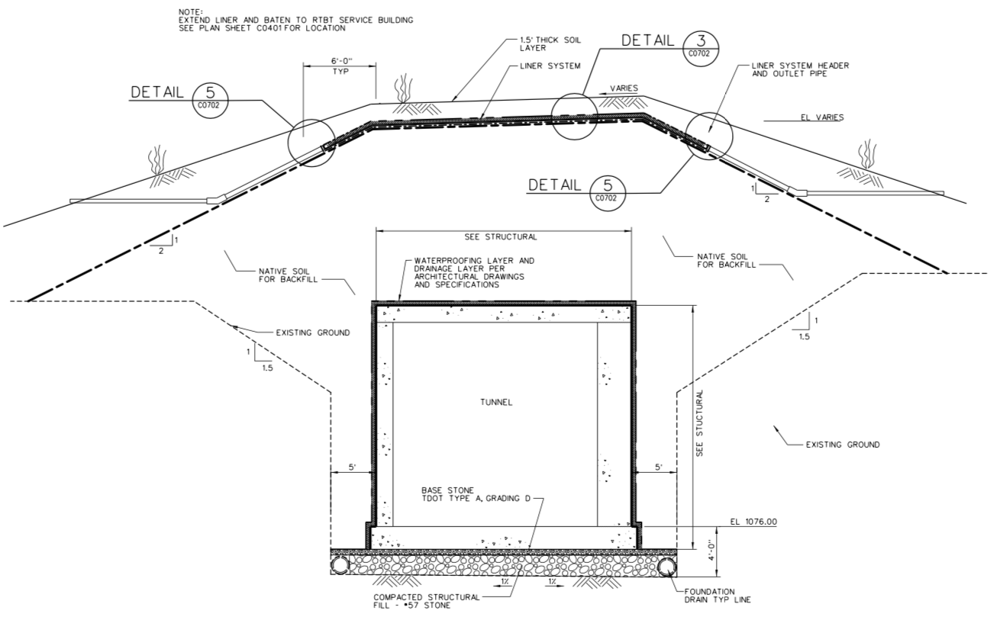 NOTE:
EXTEND LINER AND BATEN TO RTBT SERVICE BUILDING
SEE PLAN SHEET C0401 FOR LOCATION
1.5' THICK SOIL
LAYER
LINER SYSTEM
DETAIL 3
C0702
LINER SYSTEM HEADER
AND OUTLET PIPE
6'-0"
TYP
DETAIL 5
C0702
VARIES
EL VARIES
DETAIL 5
C0702
1
2
1
2
SEE STRUCTURAL
NATIVE SOIL
FOR BACKFILL
WATERPROOFING LAYER AND
DRAINAGE LAYER PER
ARCHITECTURAL DRAWINGS
AND SPECIFICATIONS
NATIVE SOIL
FOR BACKFILL
EXISTING GROUND
1
1.5
1
1.5
TUNNEL
SEE STUCTURAL
EXISTING GROUND
5'
5'
BASE STONE
TDOT TYPE A, GRADING D
EL 1076.00
4'-0"
1%
1%
COMPACTED STRUCTURAL
FILL - •57 STONE
FOUNDATION
DRAIN TYP LINE